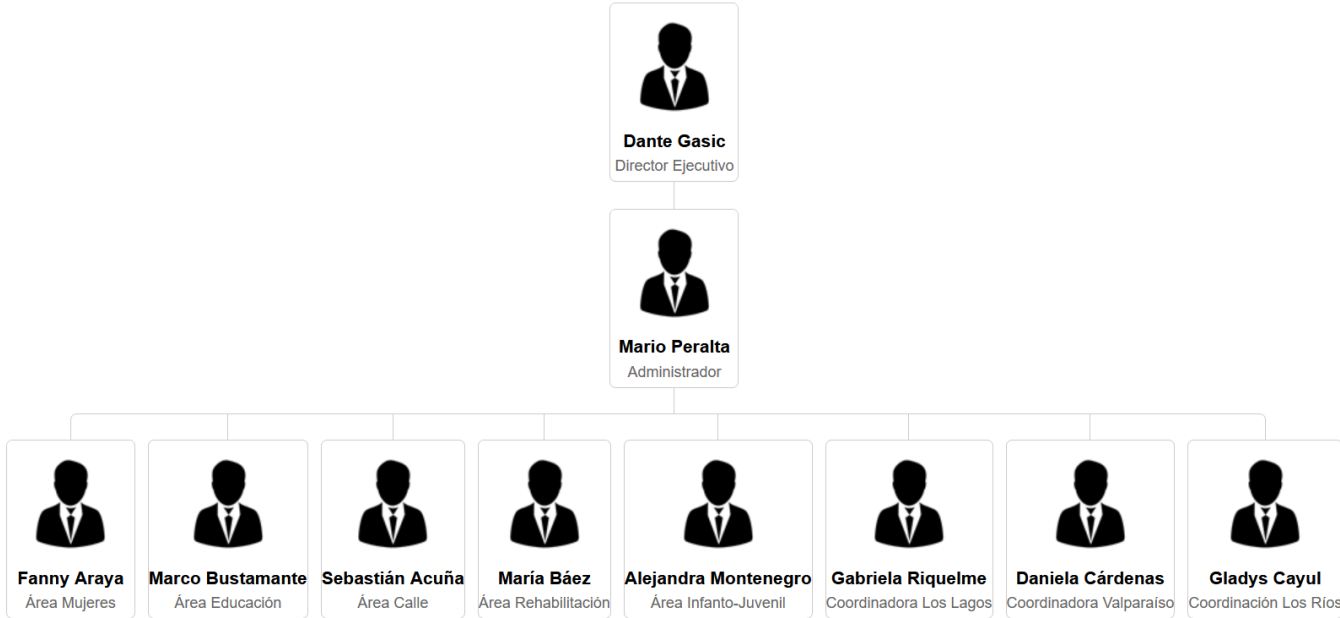 Dante Gasic
Director Ejecutivo
Mario Peralta
Administrador
Fanny Araya
Área Mujeres
Marco Bustamante
Área Educación
Sebastián Acuña
Área Calle
María Báez
Área Rehabilitación
Alejandra Montenegro
Área Infanto-Juvenil
Gabriela Riquelme
Coordinadora Los Lagos
Daniela Cárdenas
Coordinadora Valparaíso
Gladys Cayul
Coordinación Los Ríos